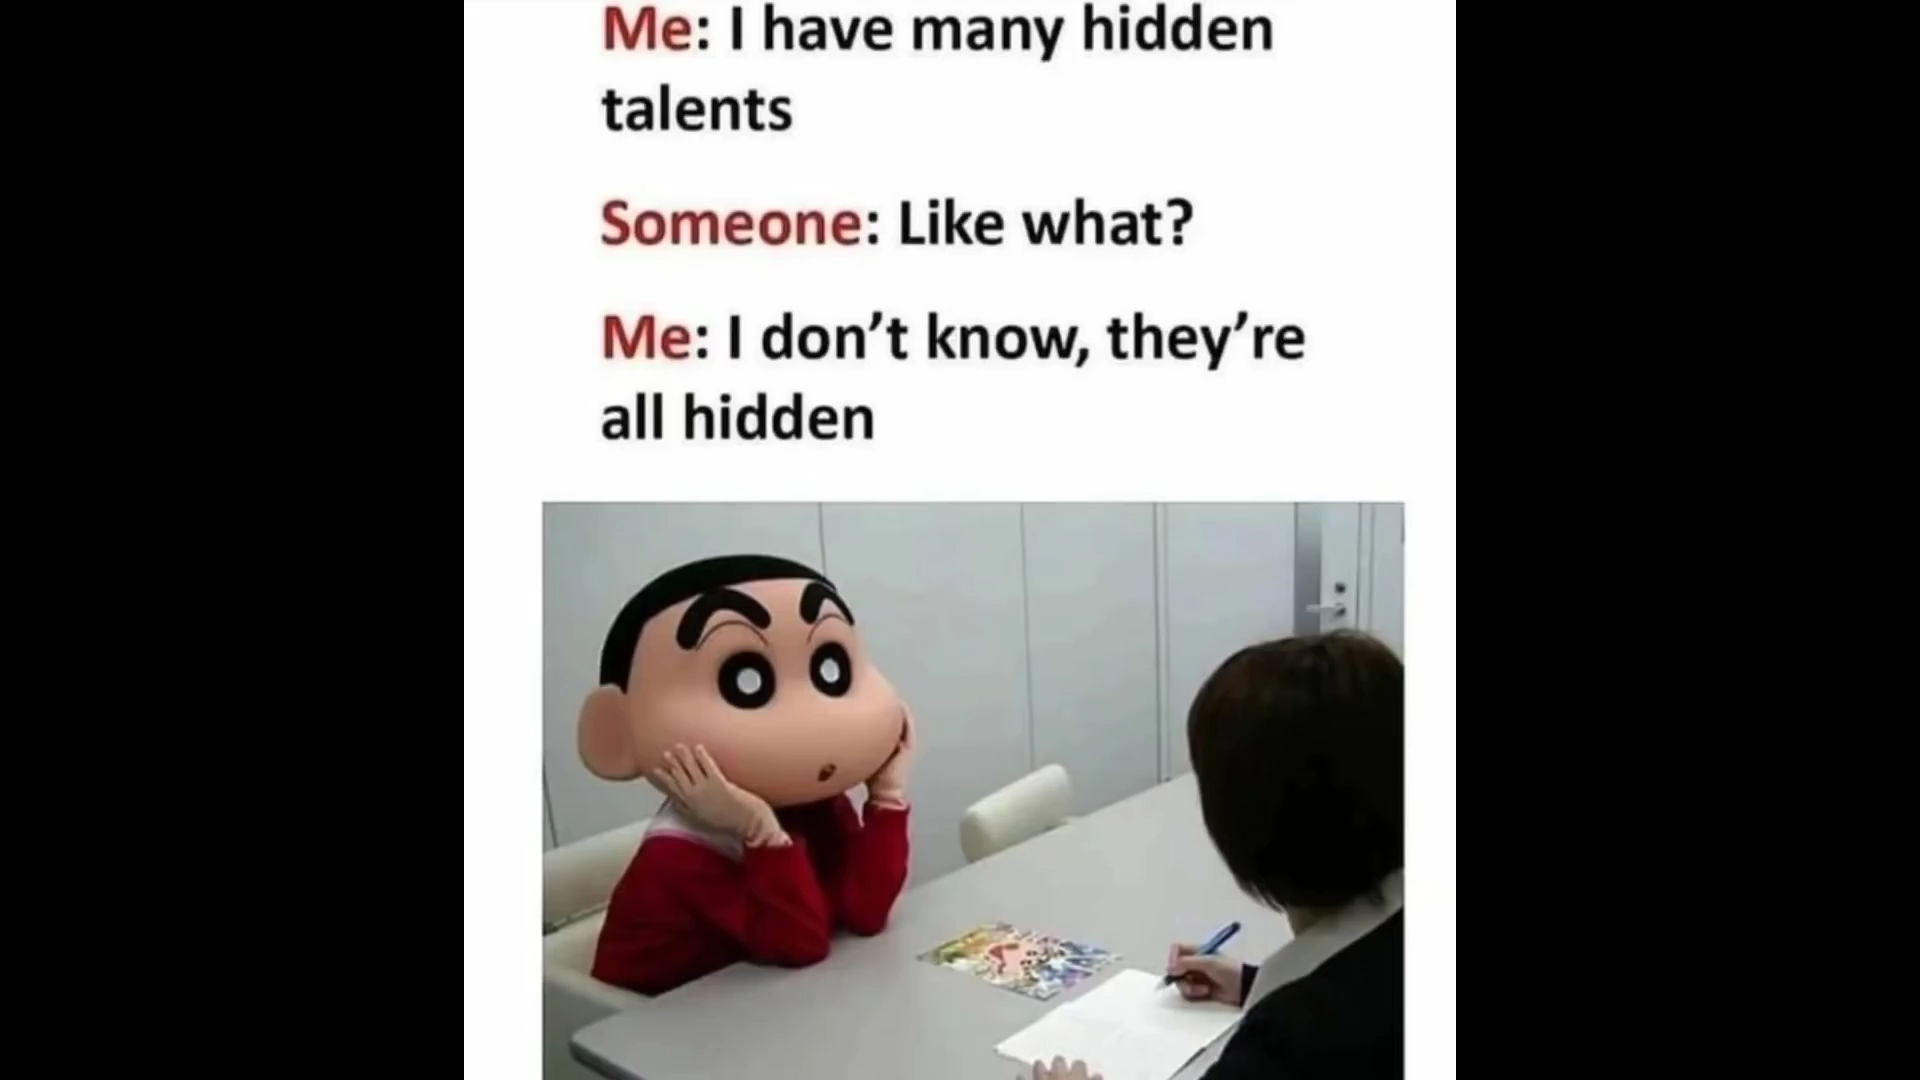 Me: I have many hidden
talents
Someone: Like what?
Me: I don’t know, they’re
all hidden